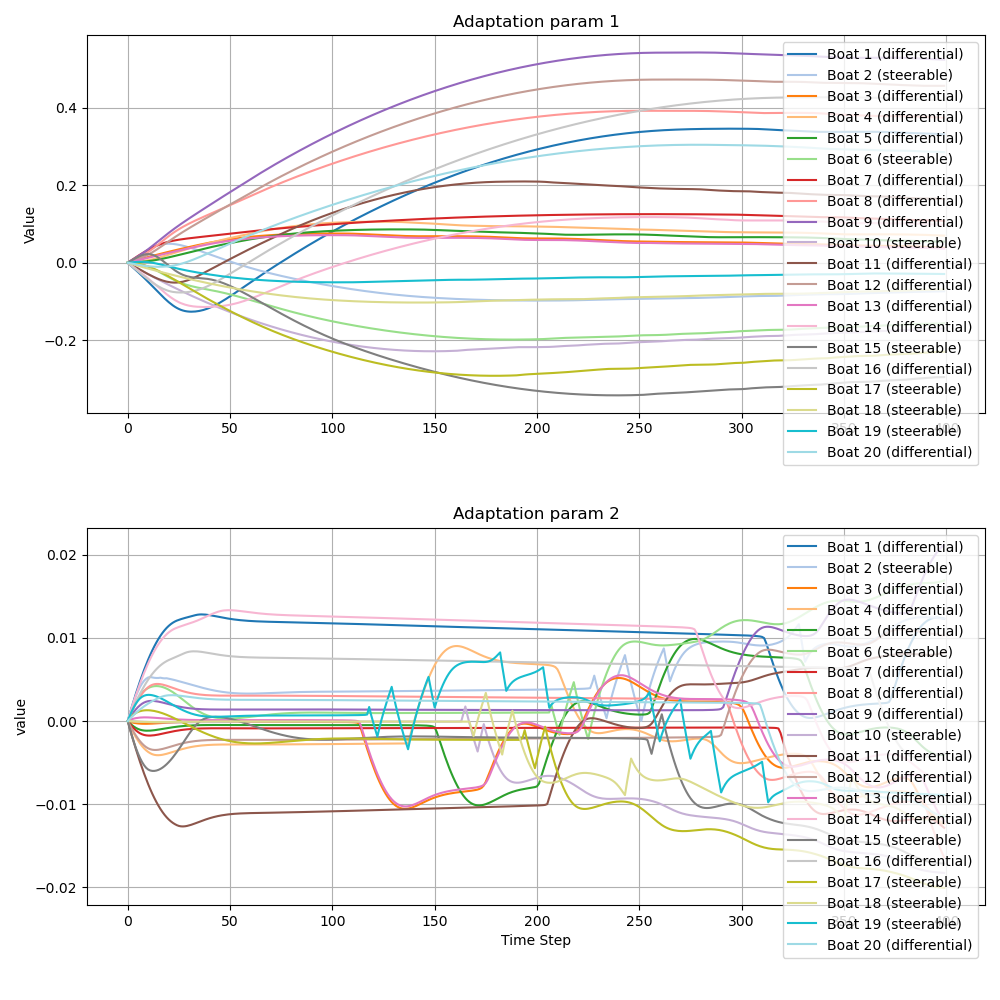 Adaptation param 1
Value
0.4
0.2
0.0
−0.2
0
50
100
150
200
250
300
350
400
Boat 1 (differential)
Boat 2 (steerable)
Boat 3 (differential)
Boat 4 (differential)
Boat 5 (differential)
Boat 6 (steerable)
Boat 7 (differential)
Boat 8 (differential)
Boat 9 (differential)
Boat 10 (steerable)
Boat 11 (differential)
Boat 12 (differential)
Boat 13 (differential)
Boat 14 (differential)
Boat 15 (steerable)
Boat 16 (differential)
Boat 17 (steerable)
Boat 18 (steerable)
Boat 19 (steerable)
Boat 20 (differential)
Adaptation param 2
value
0.02
0.01
0.00
−0.01
−0.02
0
50
100
150
200
250
300
350
400
Time Step
Boat 1 (differential)
Boat 2 (steerable)
Boat 3 (differential)
Boat 4 (differential)
Boat 5 (differential)
Boat 6 (steerable)
Boat 7 (differential)
Boat 8 (differential)
Boat 9 (differential)
Boat 10 (steerable)
Boat 11 (differential)
Boat 12 (differential)
Boat 13 (differential)
Boat 14 (differential)
Boat 15 (steerable)
Boat 16 (differential)
Boat 17 (steerable)
Boat 18 (steerable)
Boat 19 (steerable)
Boat 20 (differential)